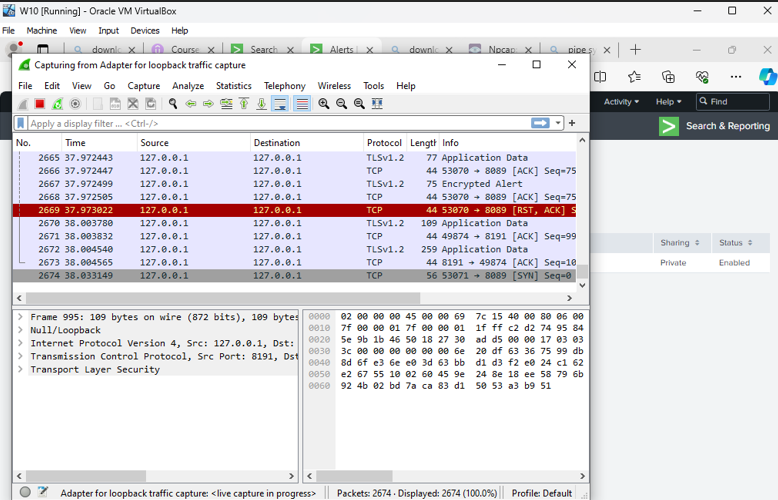 W10 [Running] - Oracle VM VirtualBox
File Machine View Input Devices Help
downlo Course Search Alerts | downlo Npcap pipe sy
Capturing from Adapter for loopback traffic capture
File Edit View Go Capture Analyze Statistics Telephony Wireless Tools Help
Activity Help Find
Apply a display filter ... <Ctrl-/>
Search & Reporting
No. Time Source Destination Protocol Length Info
2665 37.972443 127.0.0.1 127.0.0.1 TLSv1.2 77 Application Data
2666 37.972447 127.0.0.1 127.0.0.1 TCP 44 53070 → 8089 [ACK] Seq=75
2667 37.972499 127.0.0.1 127.0.0.1 TLSv1.2 75 Encrypted Alert
2668 37.972505 127.0.0.1 127.0.0.1 TCP 44 53070 → 8089 [ACK] Seq=75
2669 37.973022 127.0.0.1 127.0.0.1 TCP 44 53070 → 8089 [RST, ACK] S
2670 38.003780 127.0.0.1 127.0.0.1 TLSv1.2 109 Application Data
2671 38.003832 127.0.0.1 127.0.0.1 TCP 44 49874 → 8191 [ACK] Seq=99
2672 38.004540 127.0.0.1 127.0.0.1 TLSv1.2 259 Application Data
2673 38.004565 127.0.0.1 127.0.0.1 TCP 44 8191 → 49874 [ACK] Seq=10
2674 38.033149 127.0.0.1 127.0.0.1 TCP 56 53071 → 8089 [SYN] Seq=0
Sharing Status
Private Enabled
Frame 995: 109 bytes on wire (872 bits), 109 bytes
Null/Loopback
Internet Protocol Version 4, Src: 127.0.0.1, Dst:
Transmission Control Protocol, Src Port: 8191, Dst
Transport Layer Security
0000 02 00 00 00 45 00 00 69 7c 15 40 00 80 06 00
0010 7f 00 00 01 7f 00 00 01 1f ff c2 d2 74 95 84
0020 5e 9b 1b 46 50 18 27 30 ad d5 00 00 17 03 03
0030 3c 00 00 00 00 00 00 6e 20 df 63 36 75 99 db
0040 8d 6f e3 6e e0 3d 63 bb d1 d3 f2 e0 24 c1 62
0050 e2 67 55 10 02 60 45 9e 24 8e 18 ee 58 79 6b
0060 92 4b 02 bd 7a ca 83 d1 50 53 a3 b9 51
Adapter for loopback traffic capture: <live capture in progress> Packets: 2674 · Displayed: 2674 (100.0%) Profile: Default